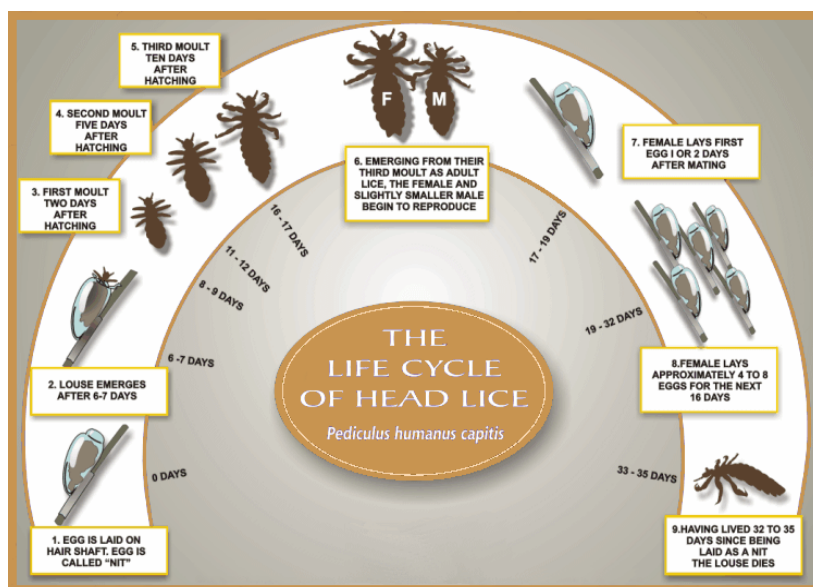 5. THIRD MOULT
TEN DAYS
AFTER
HATCHING
4. SECOND MOULT
FIVE DAYS
AFTER
HATCHING
3. FIRST MOULT
TWO DAYS
AFTER
HATCHING
2. LOUSE EMERGES
AFTER 6-7 DAYS
1. EGG IS LAID ON
HAIR SHAFT. EGG IS
CALLED “NIT”
F
M
6. EMERGING FROM THEIR
THIRD MOULT AS ADULT
LICE, THE FEMALE AND
SLIGHTLY SMALLER MALE
BEGIN TO REPRODUCE
7. FEMALE LAYS FIRST
EGG I OR 2 DAYS
AFTER MATING
8.FEMALE LAYS
APPROXIMATELY 4 TO 8
EGGS FOR THE NEXT
16 DAYS
9.HAVING LIVED 32 TO 35
DAYS SINCE BEING
LAID AS A NIT
THE LOUSE DIES
0 DAYS
6 -7 DAYS
8 - 9 DAYS
11 - 12 DAYS
16 - 17 DAYS
17 - 19 DAYS
19 - 32 DAYS
33 - 35 DAYS
THE
LIFE CYCLE
OF HEAD LICE
Pediculus humanus capitis